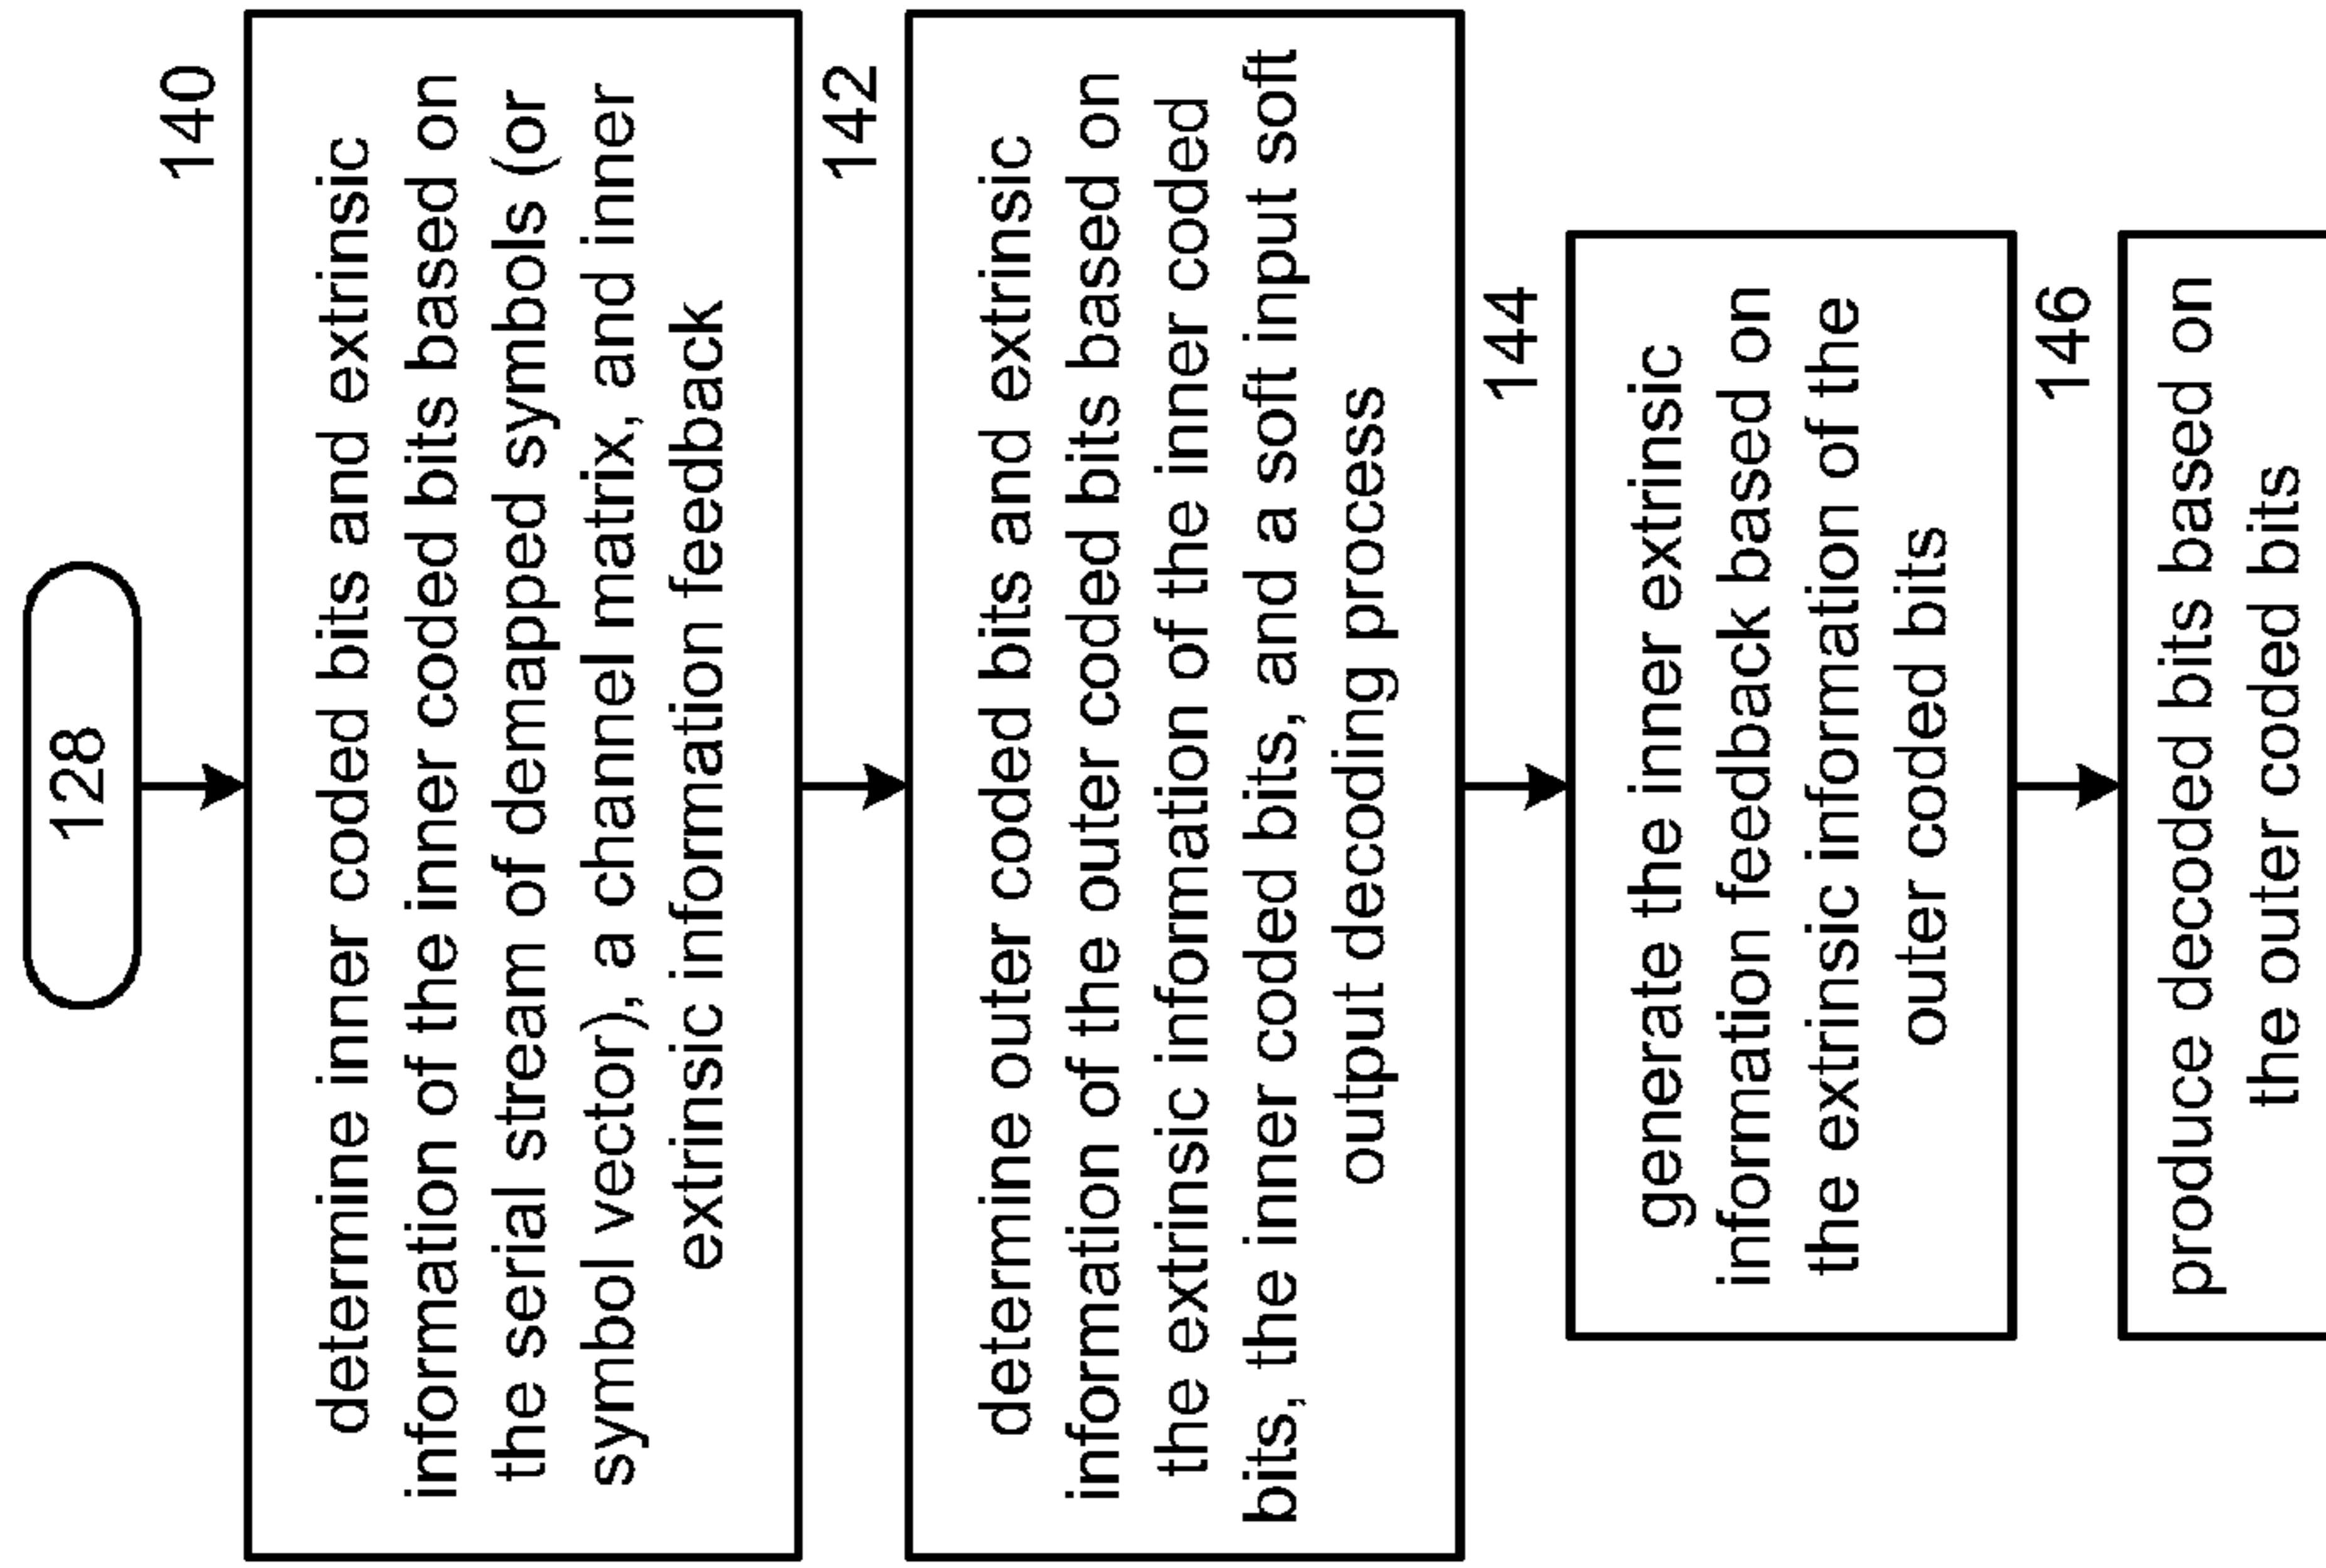 128
140
determine inner coded bits and extrinsic
information of the inner coded bits based on
the serial stream of demapped symbols (or
symbol vector), a channel matrix, and inner
extrinsic information feedback
142
determine outer coded bits and extrinsic
information of the outer coded bits based on
the extrinsic information of the inner coded
bits, the inner coded bits, and a soft input soft
output decoding process
144
generate the inner extrinsic
information feedback based on
the extrinsic information of the
outer coded bits
146
produce decoded bits based on
the outer coded bits